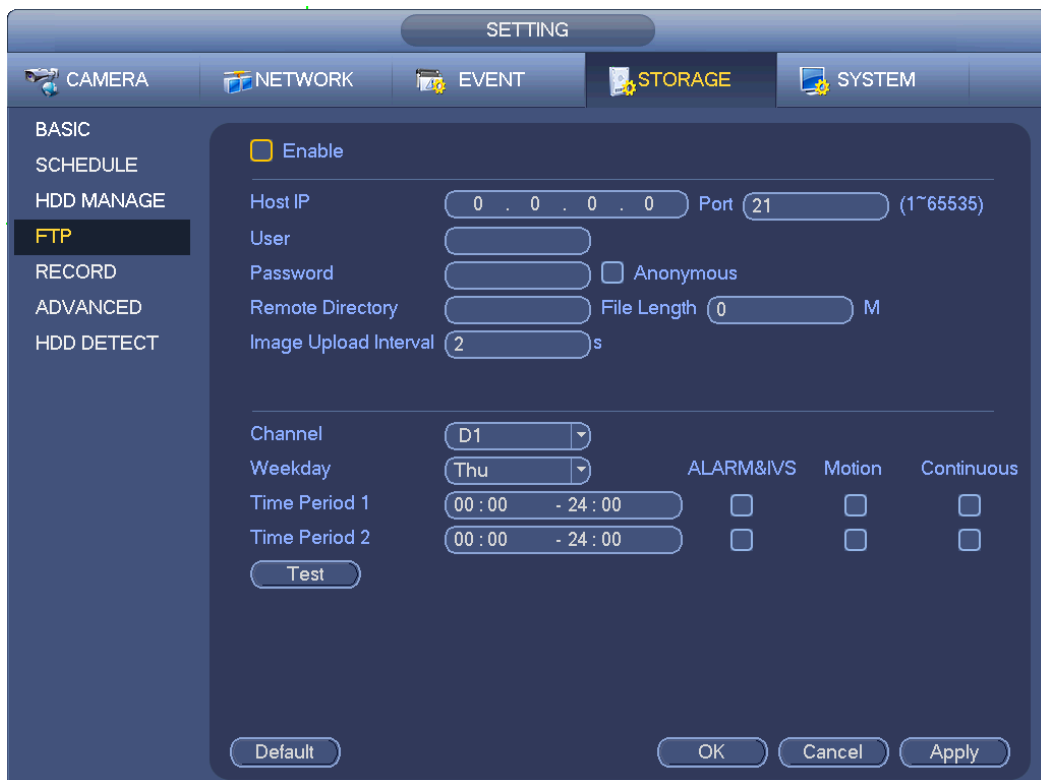 SETTING
CAMERA NETWORK EVENT STORAGE SYSTEM
BASIC
SCHEDULE
HDD MANAGE
FTP
RECORD
ADVANCED
HDD DETECT
Enable
Host IP 0 . 0 . 0 . 0 Port 21 (1~65535)
User
Password Anonymous
Remote Directory File Length 0 M
Image Upload Interval 2 s
Channel D1
Weekday Thu ALARM&IVS Motion Continuous
Time Period 1 00 : 00 - 24 : 00
Time Period 2 00 : 00 - 24 : 00
Test
Default OK Cancel Apply